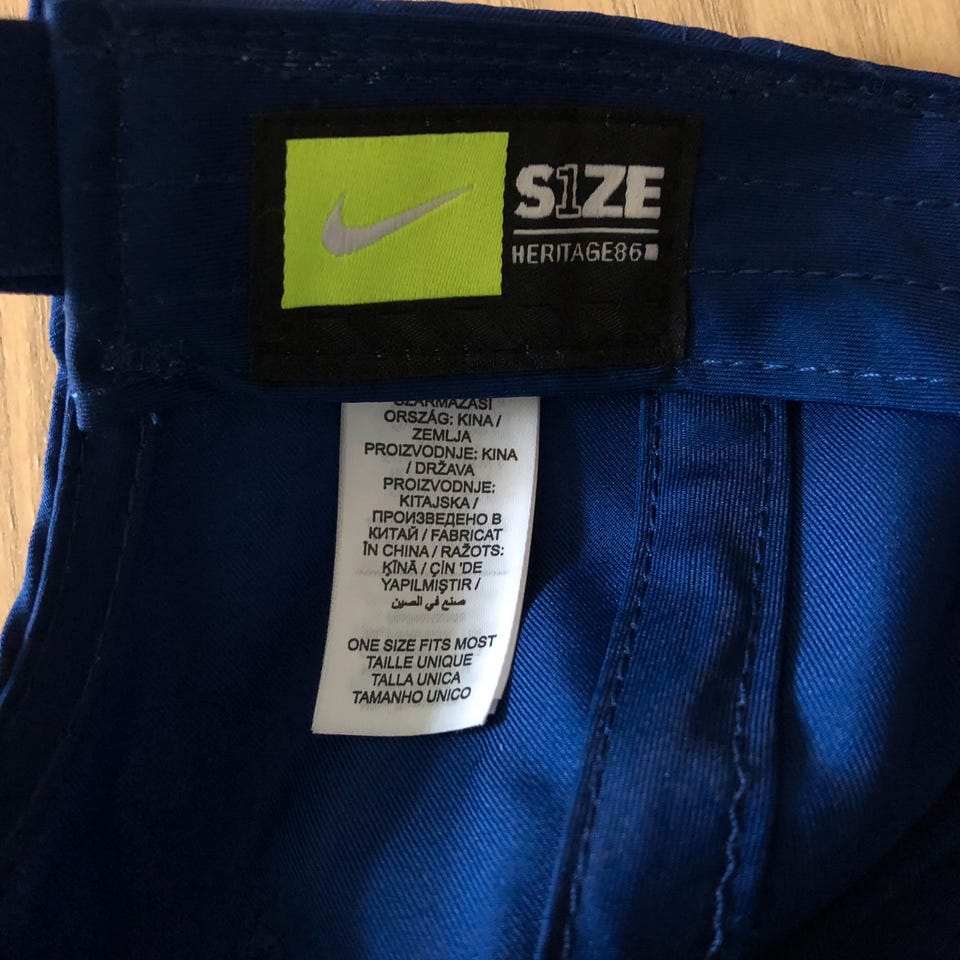 S1ZE
HERITAGE86
SZÁRMAZÁSI
ORSZÁG: KINA /
ZEMLJA
PROIZVODNJE: KINA
/ DRŽAVA
PROIZVODNJE:
KITAJSKA /
ПРОИЗВЕДЕНО В
КИТАЙ / FABRICAT
ÎN CHINA / RAŽOTS:
ĶĪNĀ / ÇİN 'DE
YAPILMIŞTIR /
صنع في الصين
ONE SIZE FITS MOST
TAILLE UNIQUE
TALLA UNICA
TAMANHO UNICO